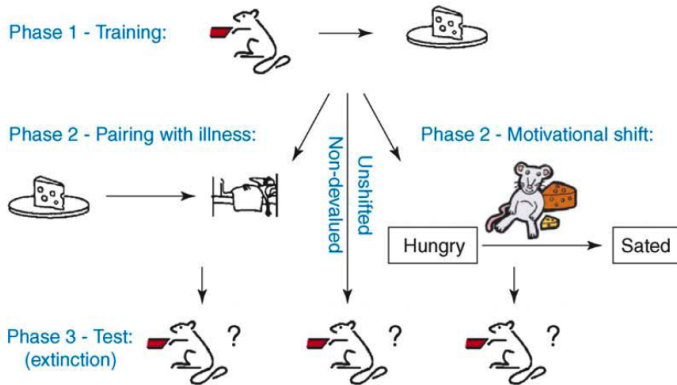 Phase 1 - Training:
Phase 2 - Pairing with illness:
Phase 2 - Motivational shift:
Unshifted
Non-devalued
Hungry
Sated
Phase 3 - Test:
(extinction)
?
?
?